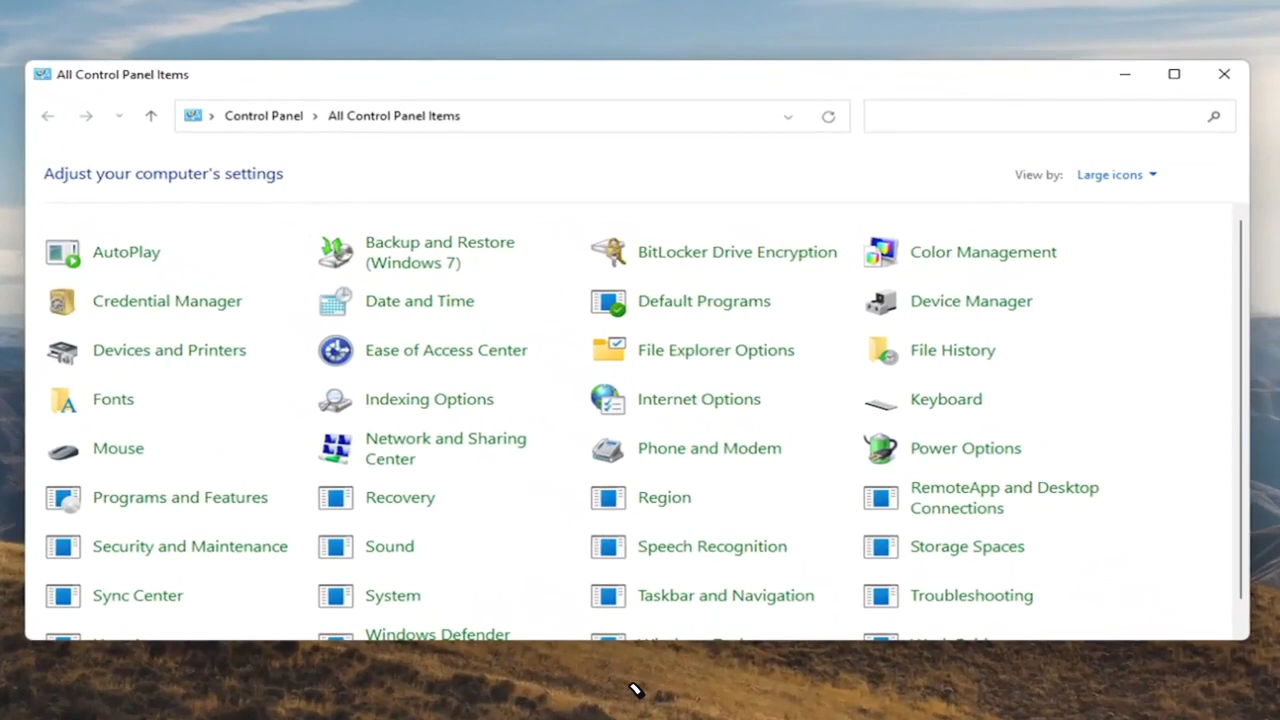 All Control Panel Items
Control Panel > All Control Panel Items
Adjust your computer's settings
View by: Large icons
AutoPlay
Backup and Restore
(Windows 7)
BitLocker Drive Encryption
Color Management
Credential Manager
Date and Time
Default Programs
Device Manager
Devices and Printers
Ease of Access Center
File Explorer Options
File History
Fonts
Indexing Options
Internet Options
Keyboard
Mouse
Network and Sharing
Center
Phone and Modem
Power Options
Programs and Features
Recovery
Region
RemoteApp and Desktop
Connections
Security and Maintenance
Sound
Speech Recognition
Storage Spaces
Sync Center
System
Taskbar and Navigation
Troubleshooting
Windows Defender